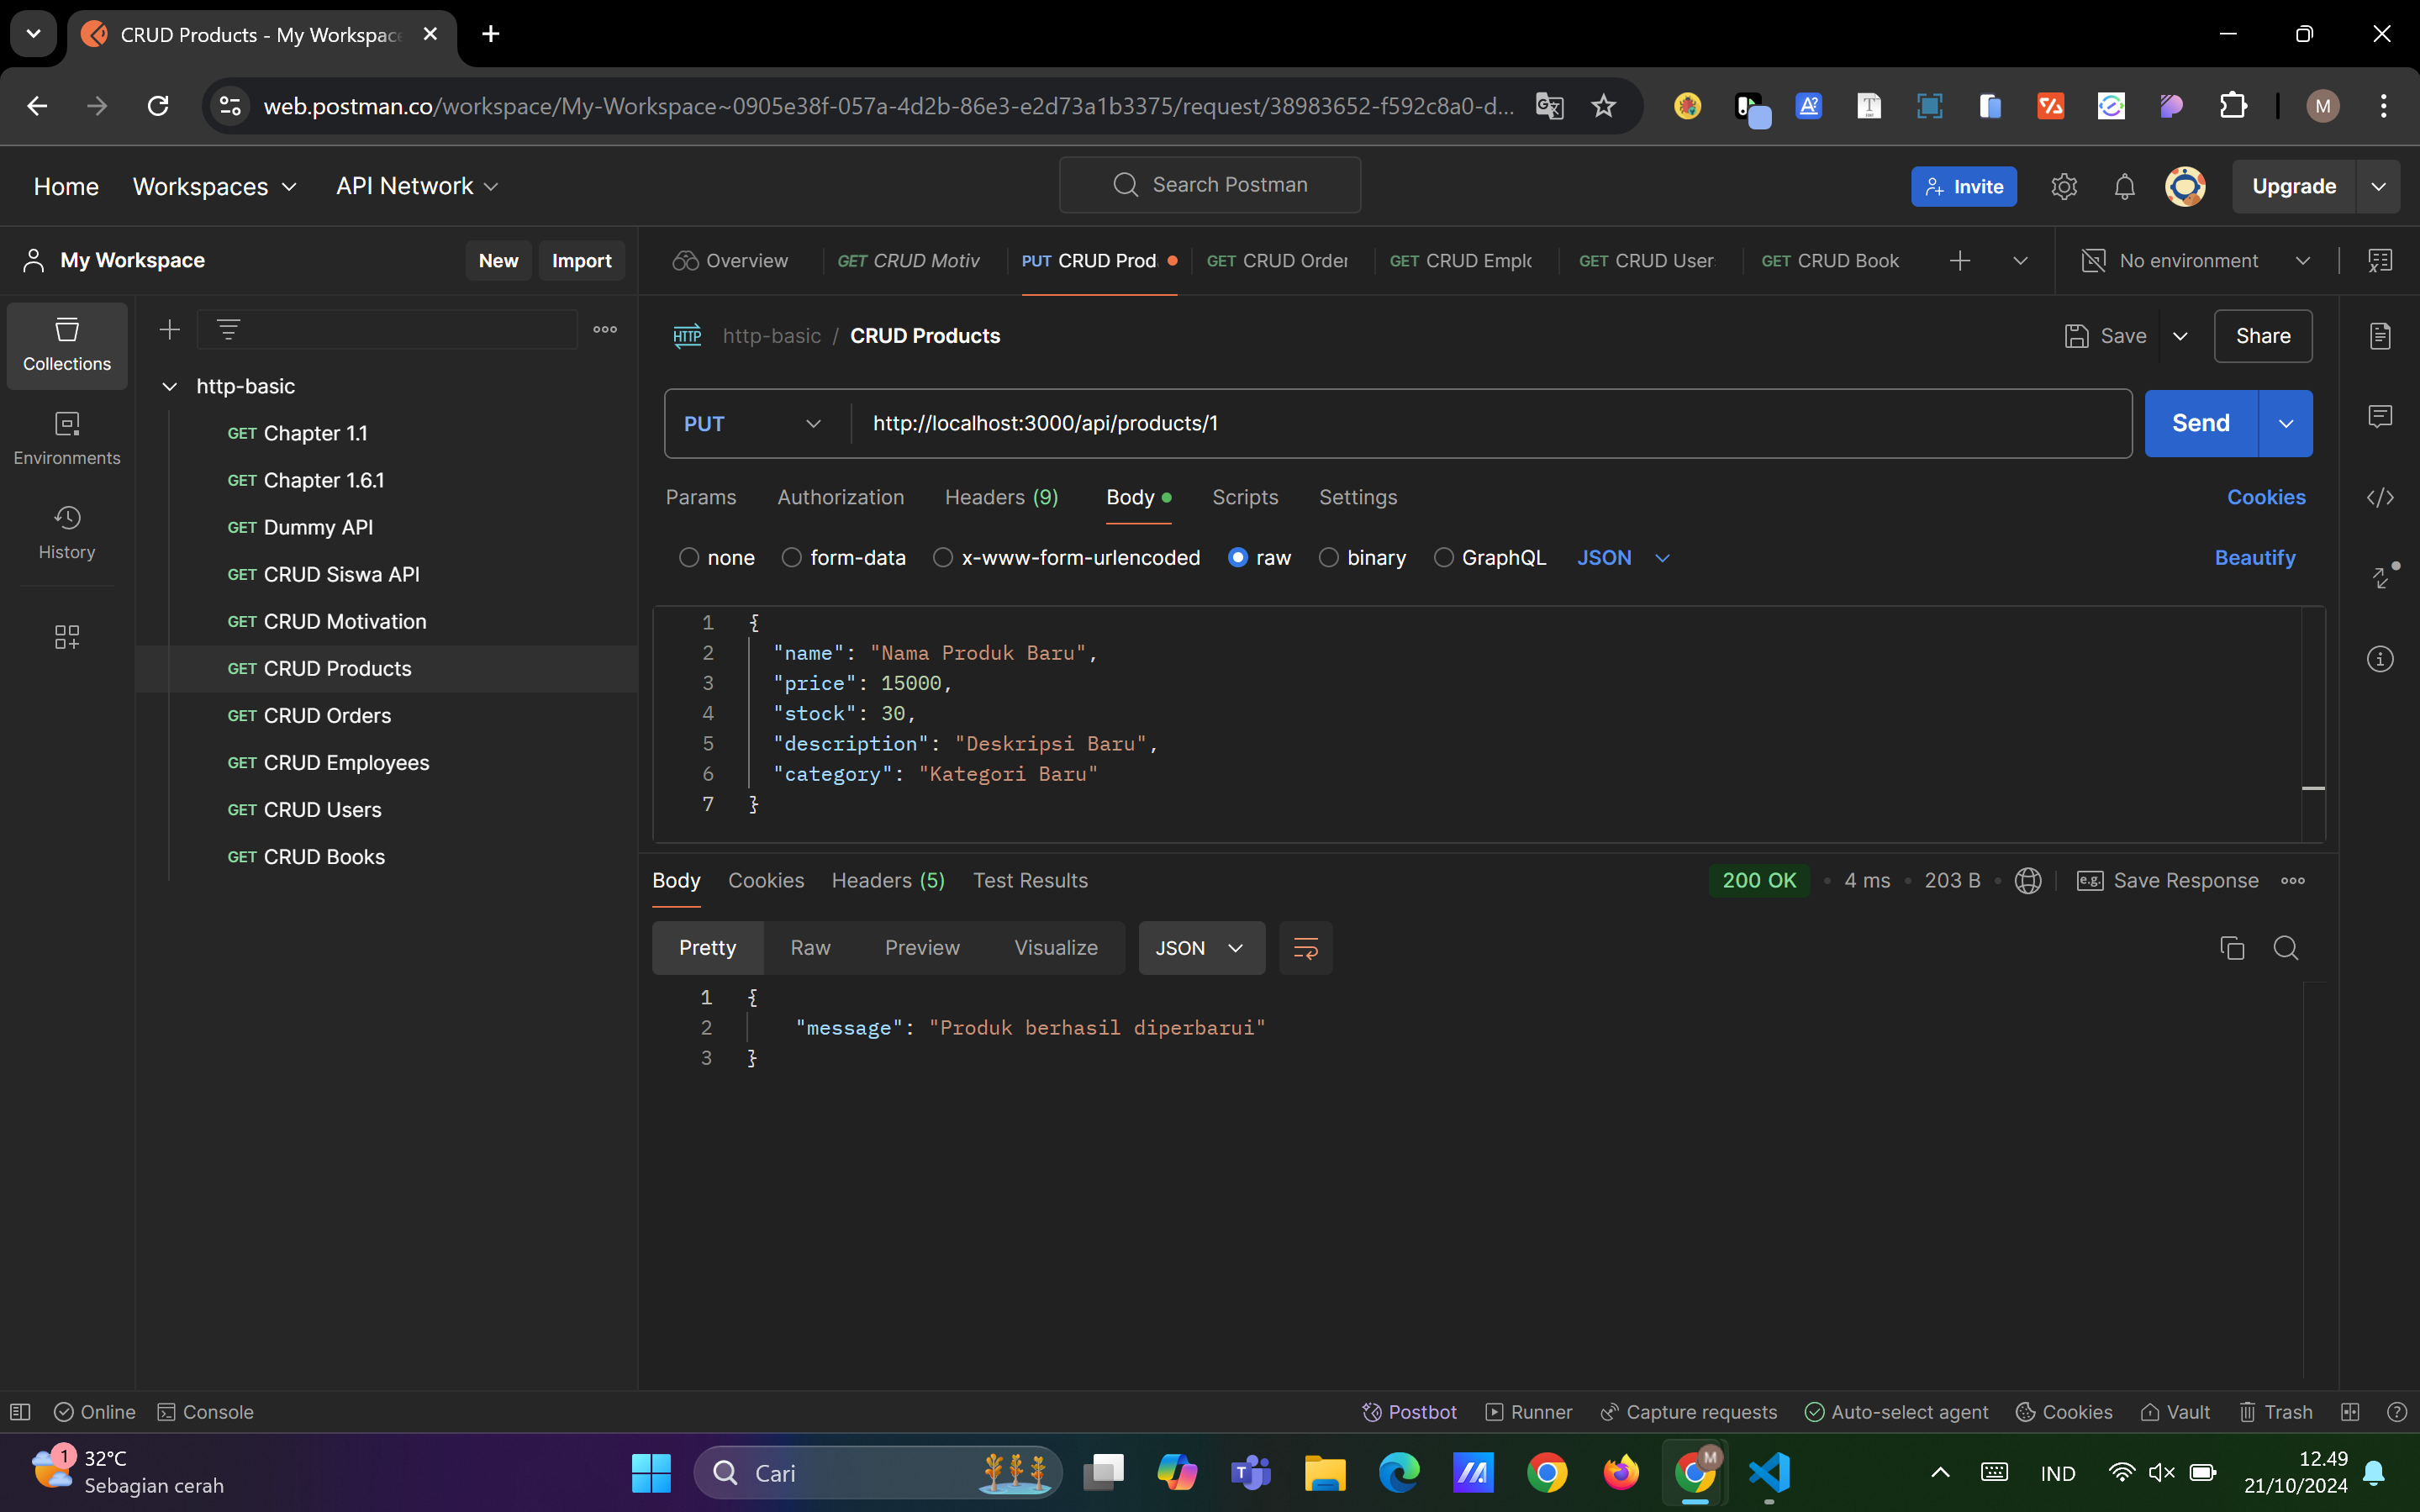 CRUD Products - My Workspace
web.postman.co/workspace/My-Workspace~0905e38f-057a-4d2b-86e3-e2d73a1b3375/request/38983652-f592c8a0-d...
M
Home Workspaces API Network
Search Postman
Invite
Upgrade
My Workspace
New Import
Overview
GET CRUD Motiv
PUT CRUD Prod
GET CRUD Order
GET CRUD Emplo
GET CRUD User
GET CRUD Book
No environment
Collections
Environments
History
http-basic
GET Chapter 1.1
GET Chapter 1.6.1
GET Dummy API
GET CRUD Siswa API
GET CRUD Motivation
GET CRUD Products
GET CRUD Orders
GET CRUD Employees
GET CRUD Users
GET CRUD Books
HTTP http-basic / CRUD Products
Save Share
PUT http://localhost:3000/api/products/1
Send
Params Authorization Headers (9) Body Scripts Settings Cookies
none form-data x-www-form-urlencoded raw binary GraphQL JSON Beautify
1 {
2 "name": "Nama Produk Baru",
3 "price": 15000,
4 "stock": 30,
5 "description": "Deskripsi Baru",
6 "category": "Kategori Baru"
7 }
Body Cookies Headers (5) Test Results
200 OK • 4 ms • 203 B • e.g. Save Response
Pretty Raw Preview Visualize JSON
1 {
2 "message": "Produk berhasil diperbarui"
3 }
Online Console
Postbot Runner Capture requests Auto-select agent Cookies Vault Trash
1
32°C
Sebagian cerah
Cari
M
IND
12.49
21/10/2024